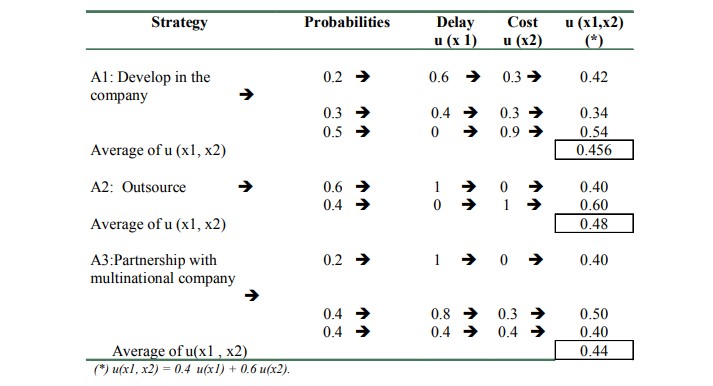 Strategy Probabilities Delay Cost u (x1,x2)
u (x 1) u (x2) (*)
A1: Develop in the 0.2 ➔ 0.6 ➔ 0.3 ➔ 0.42
company ➔
0.3 ➔ 0.4 ➔ 0.3 ➔ 0.34
0.5 ➔ 0 ➔ 0.9 ➔ 0.54
Average of u (x1, x2) 0.456
A2: Outsource ➔ 0.6 ➔ 1 ➔ 0 ➔ 0.40
0.4 ➔ 0 ➔ 1 ➔ 0.60
Average of u (x1, x2) 0.48
A3:Partnership with 0.2 ➔ 1 ➔ 0 ➔ 0.40
multinational company
➔
0.4 ➔ 0.8 ➔ 0.3 ➔ 0.50
0.4 ➔ 0.4 ➔ 0.4 ➔ 0.40
Average of u(x1 , x2) 0.44
(*) u(x1, x2) = 0.4 u(x1) + 0.6 u(x2).